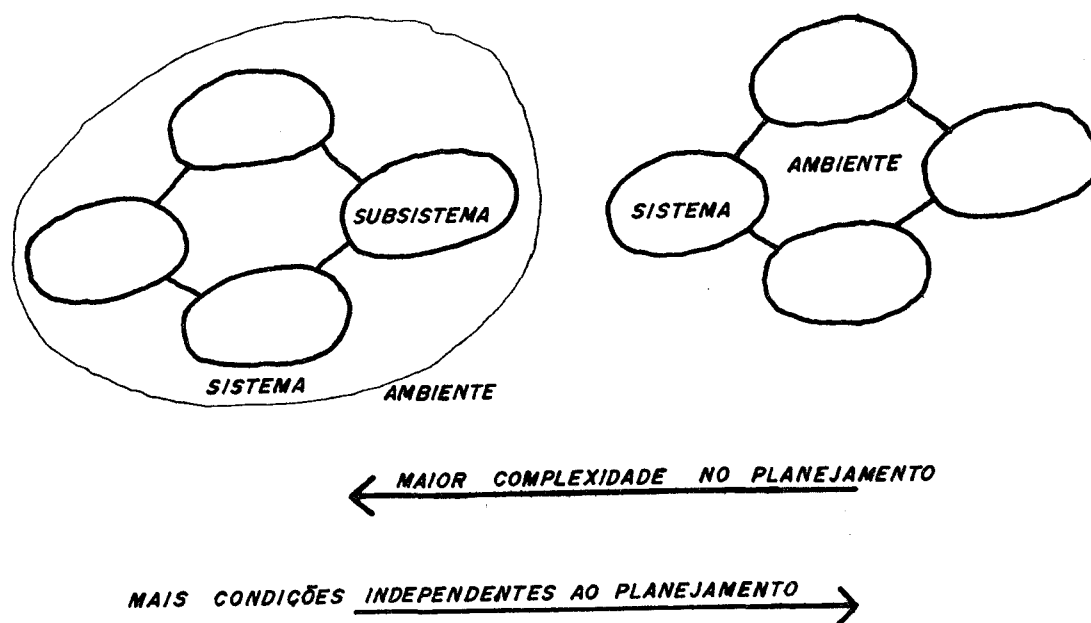 SUBSISTEMA
SISTEMA
AMBIENTE
AMBIENTE
SISTEMA
MAIOR COMPLEXIDADE NO PLANEJAMENTO
MAIS CONDIÇÕES INDEPENDENTES AO PLANEJAMENTO